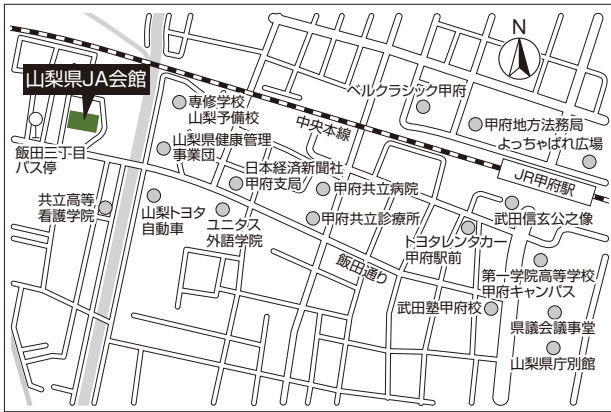 N
山梨県JA会館
ベルクラシック甲府
専修学校
山梨予備校
中央本線
甲府地方法務局
よっちゃばれ広場
山梨県健康管理
事業団
飯田三丁目
バス停
日本経済新聞社
甲府支局
甲府共立病院
JR甲府駅
共立高等
看護学院
山梨トヨタ
自動車
ユニタス
外語学院
甲府共立診療所
武田信玄公之像
トヨタレンタカー
甲府駅前
飯田通り
第一学院高等学校
甲府キャンパス
武田塾甲府校
県議会議事堂
山梨県庁別館